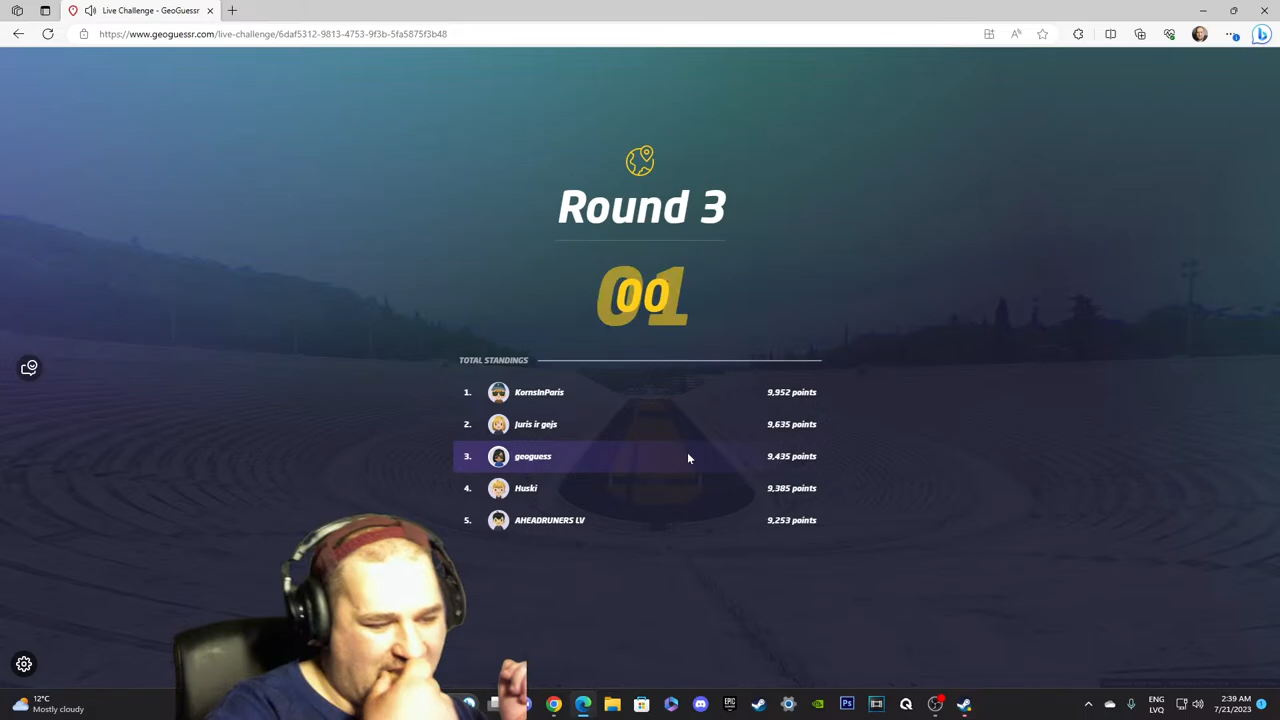 Live Challenge - GeoGuessr
https://www.geoguessr.com/live-challenge/6daf5312-9813-4753-9f3b-5fa5875f3b48
Round 3
01
00
TOTAL STANDINGS
1. KornsInParis 9,952 points
2. Juris ir gejs 9,635 points
3. geoguess 9,435 points
4. Huski 9,385 points
5. AHEADRUNERS LV 9,253 points
12°C
Mostly cloudy
ENG
LVQ
2:39 AM
7/21/2023